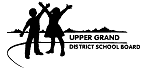 UPPER GRAND
DISTRICT SCHOOL BOARD